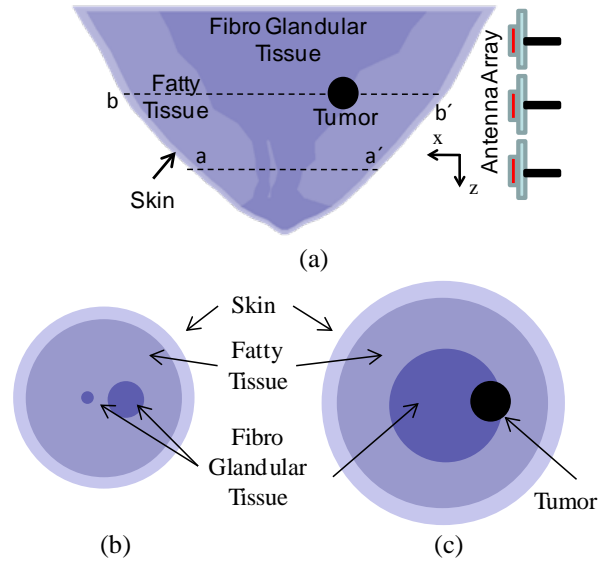 Fibro Glandular
Tissue
Fatty
Tissue
Tumor
b
b´
a
a´
Skin
x
z
Antenna Array
(a)
Skin
Fatty
Tissue
Fibro
Glandular
Tissue
Tumor
(b)
(c)